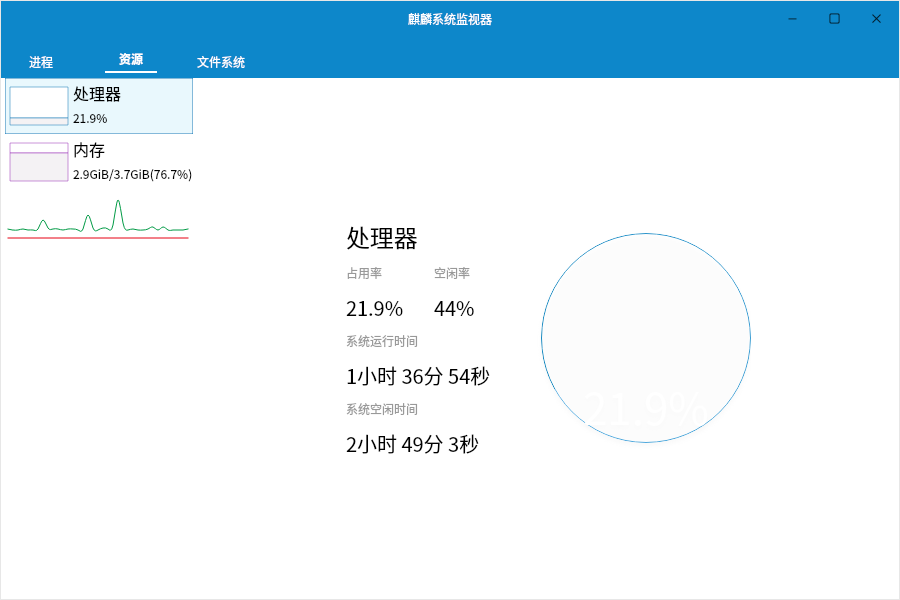 麒麟系统监视器
进程 资源 文件系统
处理器
21.9%
内存
2.9GiB/3.7GiB(76.7%)
处理器
占用率 空闲率
21.9% 44%
系统运行时间
1小时 36分 54秒
系统空闲时间
2小时 49分 3秒
21.9%